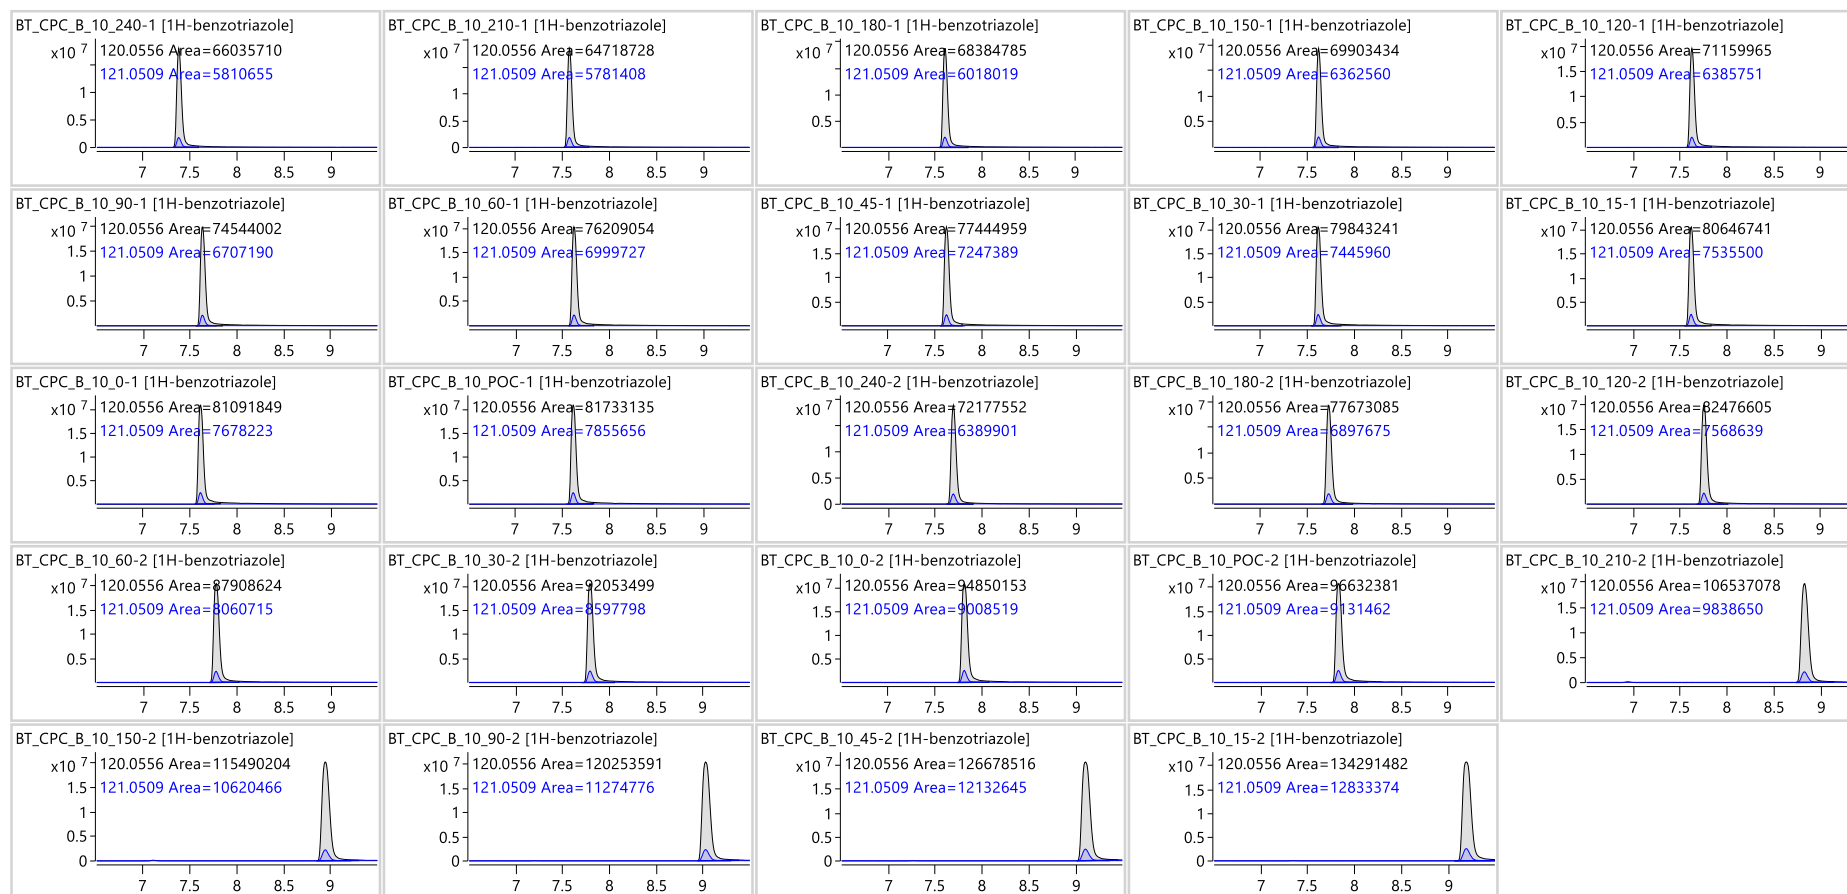 BT_CPC_B_10_240-1 [1H-benzotriazole]
x10 7
120.0556 Area=66035710
121.0509 Area=5810655
1
0.5
0
7 7.5 8 8.5 9
BT_CPC_B_10_210-1 [1H-benzotriazole]
x10 7
120.0556 Area=64718728
121.0509 Area=5781408
1
0.5
0
7 7.5 8 8.5 9
BT_CPC_B_10_180-1 [1H-benzotriazole]
x10 7
120.0556 Area=68384785
121.0509 Area=6018019
1
0.5
7 7.5 8 8.5 9
BT_CPC_B_10_150-1 [1H-benzotriazole]
x10 7
120.0556 Area=69903434
121.0509 Area=6362560
1
0.5
7 7.5 8 8.5 9
BT_CPC_B_10_120-1 [1H-benzotriazole]
x10 7
120.0556 Area=71159965
121.0509 Area=6385751
1.5
1
0.5
7 7.5 8 8.5 9
BT_CPC_B_10_90-1 [1H-benzotriazole]
x10 7
120.0556 Area=74544002
121.0509 Area=6707190
1.5
1
0.5
7 7.5 8 8.5 9
BT_CPC_B_10_60-1 [1H-benzotriazole]
x10 7
120.0556 Area=76209054
121.0509 Area=6999727
1.5
1
0.5
7 7.5 8 8.5 9
BT_CPC_B_10_45-1 [1H-benzotriazole]
x10 7
120.0556 Area=77444959
121.0509 Area=7247389
1.5
1
0.5
7 7.5 8 8.5 9
BT_CPC_B_10_30-1 [1H-benzotriazole]
x10 7
120.0556 Area=79843241
121.0509 Area=7445960
1.5
1
0.5
7 7.5 8 8.5 9
BT_CPC_B_10_15-1 [1H-benzotriazole]
x10 7
120.0556 Area=80646741
121.0509 Area=7535500
1.5
1
0.5
7 7.5 8 8.5 9
BT_CPC_B_10_0-1 [1H-benzotriazole]
x10 7
120.0556 Area=81091849
121.0509 Area=7678223
1.5
1
0.5
7 7.5 8 8.5 9
BT_CPC_B_10_POC-1 [1H-benzotriazole]
x10 7
120.0556 Area=81733135
121.0509 Area=7855656
1.5
1
0.5
7 7.5 8 8.5 9
BT_CPC_B_10_240-2 [1H-benzotriazole]
x10 7
120.0556 Area=72177552
121.0509 Area=6389901
1
0.5
0
7 7.5 8 8.5 9
BT_CPC_B_10_180-2 [1H-benzotriazole]
x10 7
120.0556 Area=77673085
121.0509 Area=6897675
1
0.5
7 7.5 8 8.5 9
BT_CPC_B_10_120-2 [1H-benzotriazole]
x10 7
120.0556 Area=82476605
121.0509 Area=7568639
1.5
1
0.5
7 7.5 8 8.5 9
BT_CPC_B_10_60-2 [1H-benzotriazole]
x10 7
120.0556 Area=87908624
121.0509 Area=8060715
1.5
1
0.5
7 7.5 8 8.5 9
BT_CPC_B_10_30-2 [1H-benzotriazole]
x10 7
120.0556 Area=92053499
121.0509 Area=8597798
1.5
1
0.5
7 7.5 8 8.5 9
BT_CPC_B_10_0-2 [1H-benzotriazole]
x10 7
120.0556 Area=94850153
121.0509 Area=9008519
1.5
1
0.5
7 7.5 8 8.5 9
BT_CPC_B_10_POC-2 [1H-benzotriazole]
x10 7
120.0556 Area=96632381
121.0509 Area=9131462
1.5
1
0.5
7 7.5 8 8.5 9
BT_CPC_B_10_210-2 [1H-benzotriazole]
x10 7
120.0556 Area=106537078
121.0509 Area=9838650
1.5
1
0.5
0
7 7.5 8 8.5 9
BT_CPC_B_10_150-2 [1H-benzotriazole]
x10 7
120.0556 Area=115490204
121.0509 Area=10620466
1.5
1
0.5
0
7 7.5 8 8.5 9
BT_CPC_B_10_90-2 [1H-benzotriazole]
x10 7
120.0556 Area=120253591
121.0509 Area=11274776
1.5
1
0.5
0
7 7.5 8 8.5 9
BT_CPC_B_10_45-2 [1H-benzotriazole]
x10 7
120.0556 Area=126678516
121.0509 Area=12132645
1.5
1
0.5
0
7 7.5 8 8.5 9
BT_CPC_B_10_15-2 [1H-benzotriazole]
x10 7
120.0556 Area=134291482
121.0509 Area=12833374
1.5
1
0.5
0
7 7.5 8 8.5 9